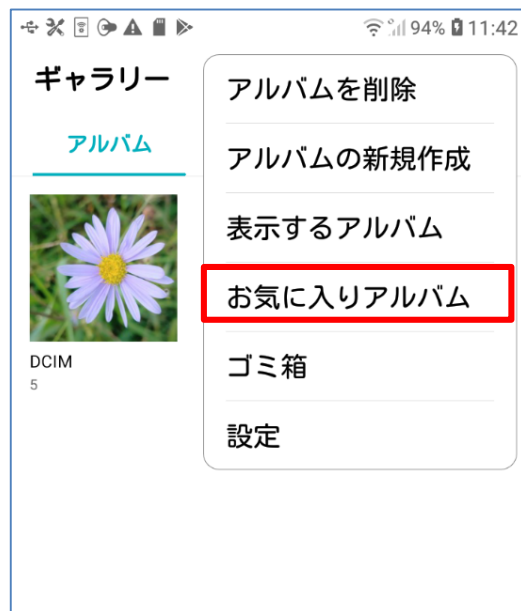 94% 11:42
ギャラリー
アルバム
DCIM
5
アルバムを削除
アルバムの新規作成
表示するアルバム
お気に入りアルバム
ゴミ箱
設定